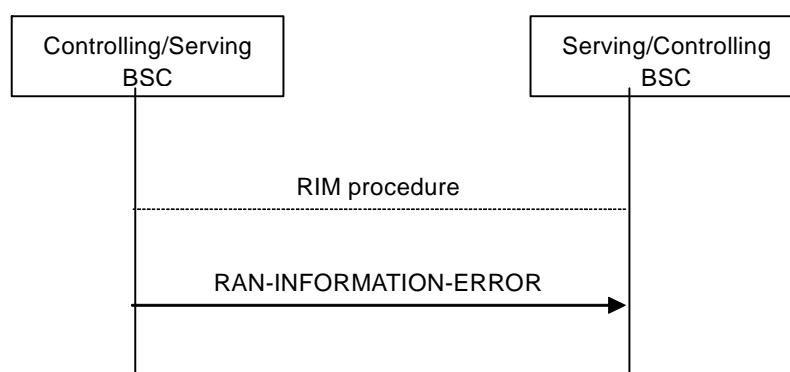 Controlling/Serving
BSC
Serving/Controlling
BSC
RIM procedure
RAN-INFORMATION-ERROR